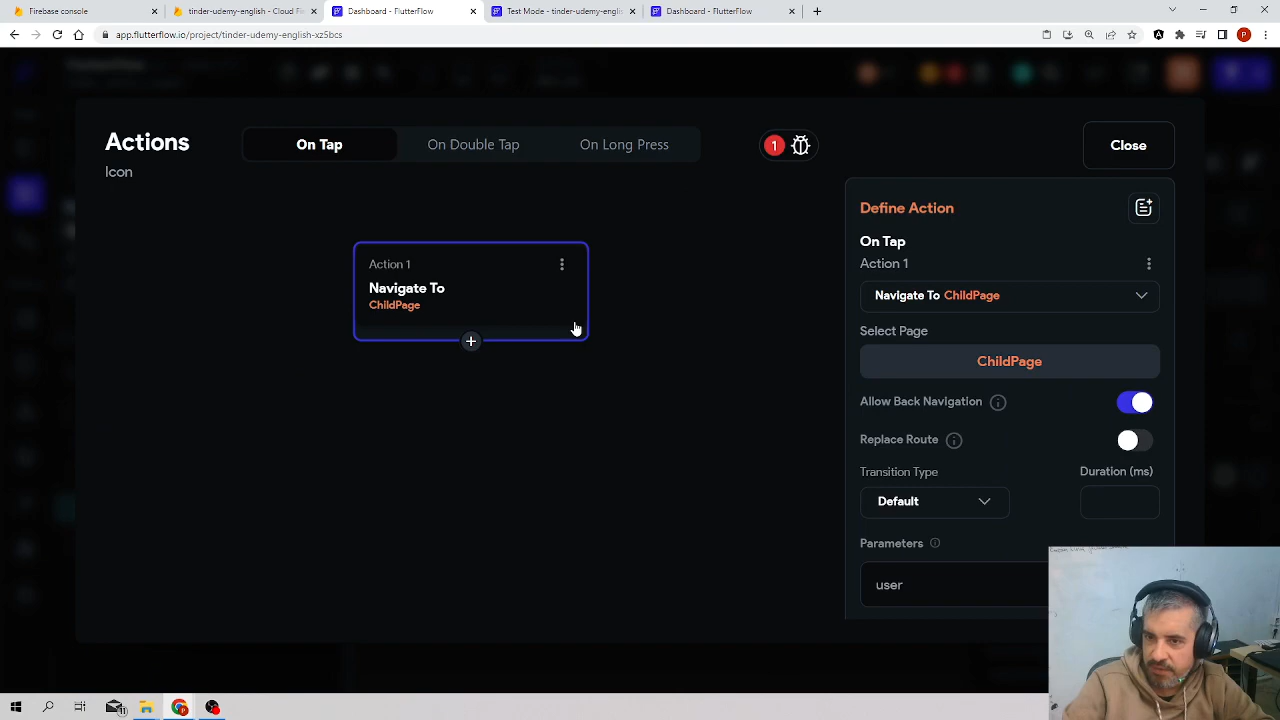 Firebase console
tinder-udemy-english - Cloud Fi
Dashboard - FlutterFlow
Test Mode - tinder-udemy-engli
Dashboard - FlutterFlow
app.flutterflow.io/project/tinder-udemy-english-xz5bcs
P
Actions
On Tap
On Double Tap
On Long Press
1
Close
Icon
Define Action
On Tap
Action 1
Action 1
Navigate To
ChildPage
Navigate To ChildPage
Select Page
ChildPage
Allow Back Navigation
Replace Route
Transition Type
Duration (ms)
Default
Parameters
user